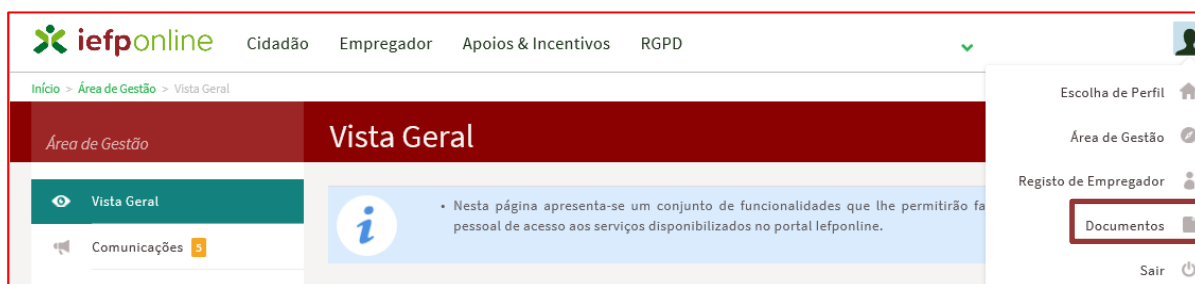 iefponline Cidadão Empregador Apoios & Incentivos RGPD
Início > Área de Gestão > Vista Geral
Área de Gestão
Vista Geral
Vista Geral
Comunicações 5
• Nesta página apresenta-se um conjunto de funcionalidades que lhe permitirão fa
pessoal de acesso aos serviços disponibilizados no portal Iefponline.
Escolha de Perfil
Área de Gestão
Registo de Empregador
Documentos
Sair